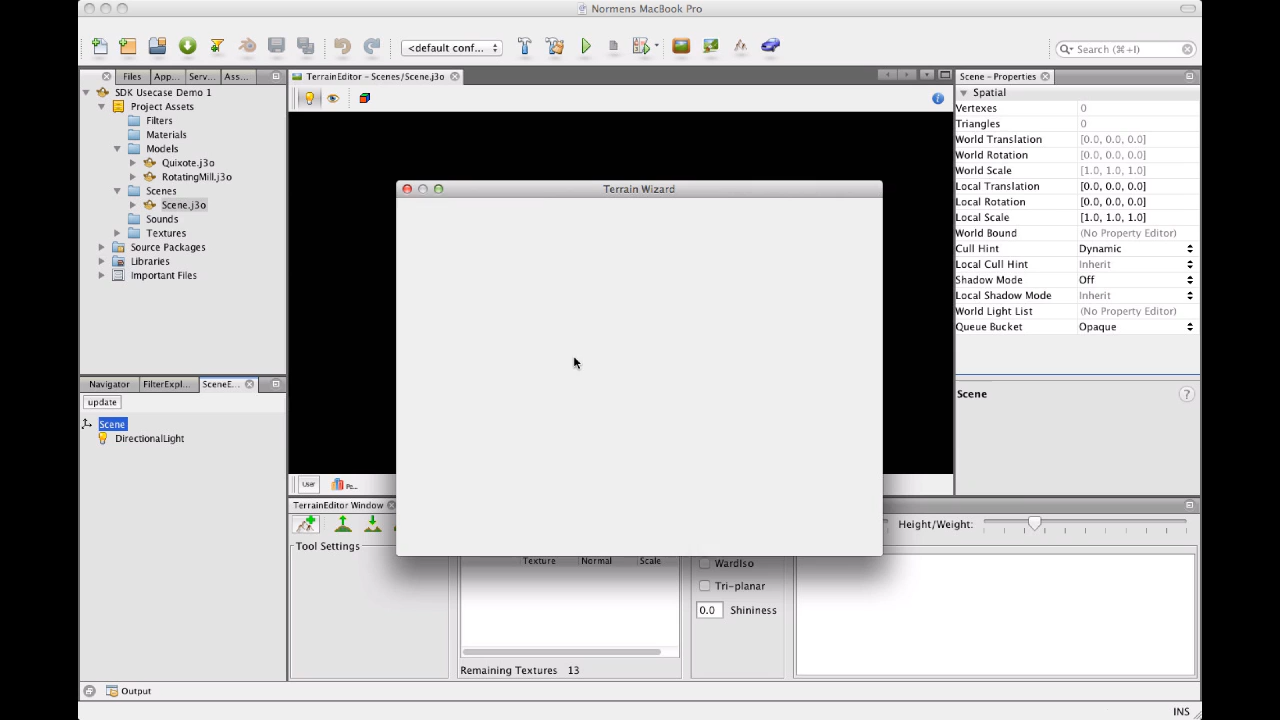 Normens MacBook Pro
<default conf...
Search (⌘+I)
Files
App...
Serv...
Ass...
TerrainEditor - Scenes/Scene.j3o
Scene - Properties
SDK Usecase Demo 1
Project Assets
Filters
Materials
Models
Quixote.j3o
RotatingMill.j3o
Scenes
Scene.j3o
Sounds
Textures
Source Packages
Libraries
Important Files
Terrain Wizard
Spatial
Vertexes 0
Triangles 0
World Translation [0.0, 0.0, 0.0]
World Rotation [0.0, 0.0, 0.0]
World Scale [1.0, 1.0, 1.0]
Local Translation [0.0, 0.0, 0.0]
Local Rotation [0.0, 0.0, 0.0]
Local Scale [1.0, 1.0, 1.0]
World Bound (No Property Editor)
Cull Hint Dynamic
Local Cull Hint Inherit
Shadow Mode Off
Local Shadow Mode Inherit
World Light List (No Property Editor)
Queue Bucket Opaque
Scene
?
Navigator
FilterExpl...
SceneE...
update
Scene
DirectionalLight
User
Pe...
TerrainEditor Window
Height/Weight:
Tool Settings
Texture
Normal
Scale
WardIso
Tri-planar
0.0 Shininess
Remaining Textures 13
Output
INS